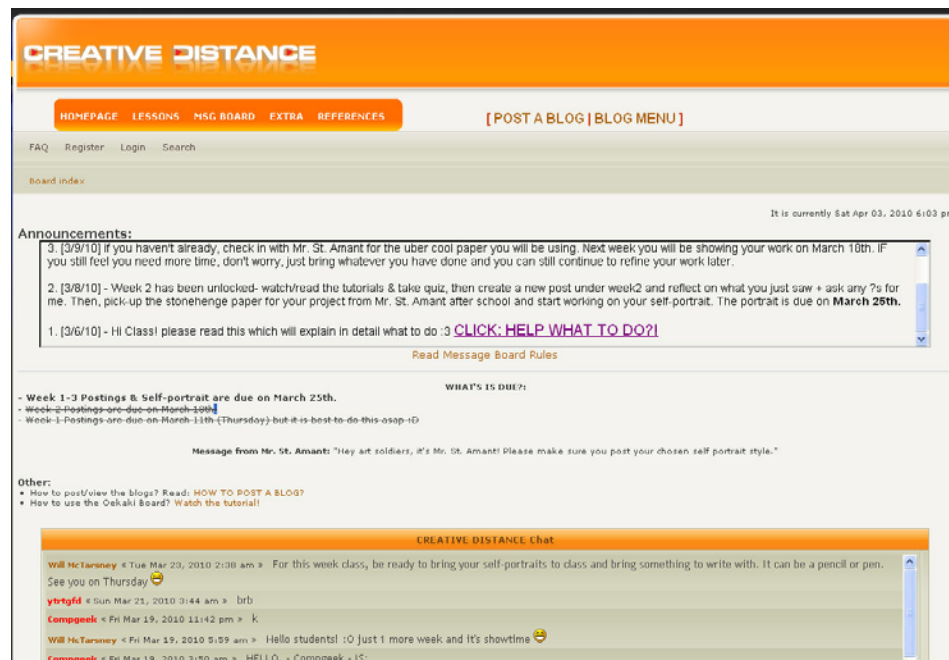 CREATIVE DISTANCE
HOMEPAGE LESSONS MSG BOARD EXTRA REFERENCES
[ POST A BLOG | BLOG MENU ]
FAQ Register Login Search
Board index
It is currently Sat Apr 03, 2010 6:03 p
Announcements:
3. [3/9/10] If you haven't already, check in with Mr. St. Amant for the uber cool paper you will be using. Next week you will be showing your work on March 18th. IF
you still feel you need more time, don't worry, just bring whatever you have done and you can still continue to refine your work later.
2. [3/8/10] - Week 2 has been unlocked- watch/read the tutorials & take quiz, then create a new post under week2 and reflect on what you just saw + ask any ?s for
me. Then, pick-up the stonehenge paper for your project from Mr. St. Amant after school and start working on your self-portrait. The portrait is due on March 25th.
1. [3/6/10] - Hi Class! please read this which will explain in detail what to do :3 CLICK: HELP WHAT TO DO?!
Read Message Board Rules
WHAT'S IS DUE?:
- Week 1-3 Postings & Self-portrait are due on March 25th.
- Week 2 Postings are due on March 18th
- Week 1 Postings are due on March 11th (Thursday) but it is best to do this asap :D
Message from Mr. St. Amant: "Hey art soldiers, it's Mr. St. Amant! Please make sure you post your chosen self portrait style."
Other:
• How to post/view the blogs? Read: HOW TO POST A BLOG?
• How to use the Oekaki Board? Watch the tutorial!
CREATIVE DISTANCE Chat
Will McTarsney « Tue Mar 23, 2010 2:38 am » For this week class, be ready to bring your self-portraits to class and bring something to write with. It can be a pencil or pen.
See you on Thursday
ytrtgfd « Sun Mar 21, 2010 3:44 am » brb
Compgeek « Fri Mar 19, 2010 11:42 pm » k
Will McTarsney « Fri Mar 19, 2010 5:59 am » Hello students! :O just 1 more week and it's showtime
Compgeek « Fri Mar 19, 2010 3:50 am » HELLO. - Compgeek -